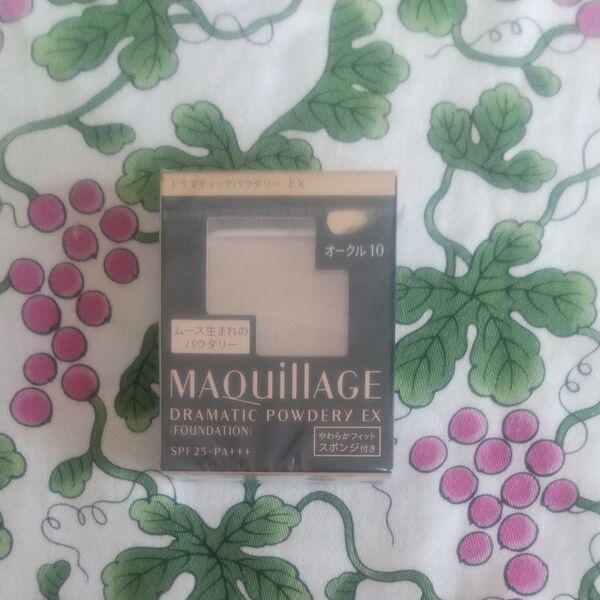 ドラマティックパウダリー EX
オークル 10
ムース生まれの
パウダリー
MAQuillAGE
DRAMATIC POWDERY EX
(FOUNDATION)
SPF 25・PA+++
やわらかフィット
スポンジ付き